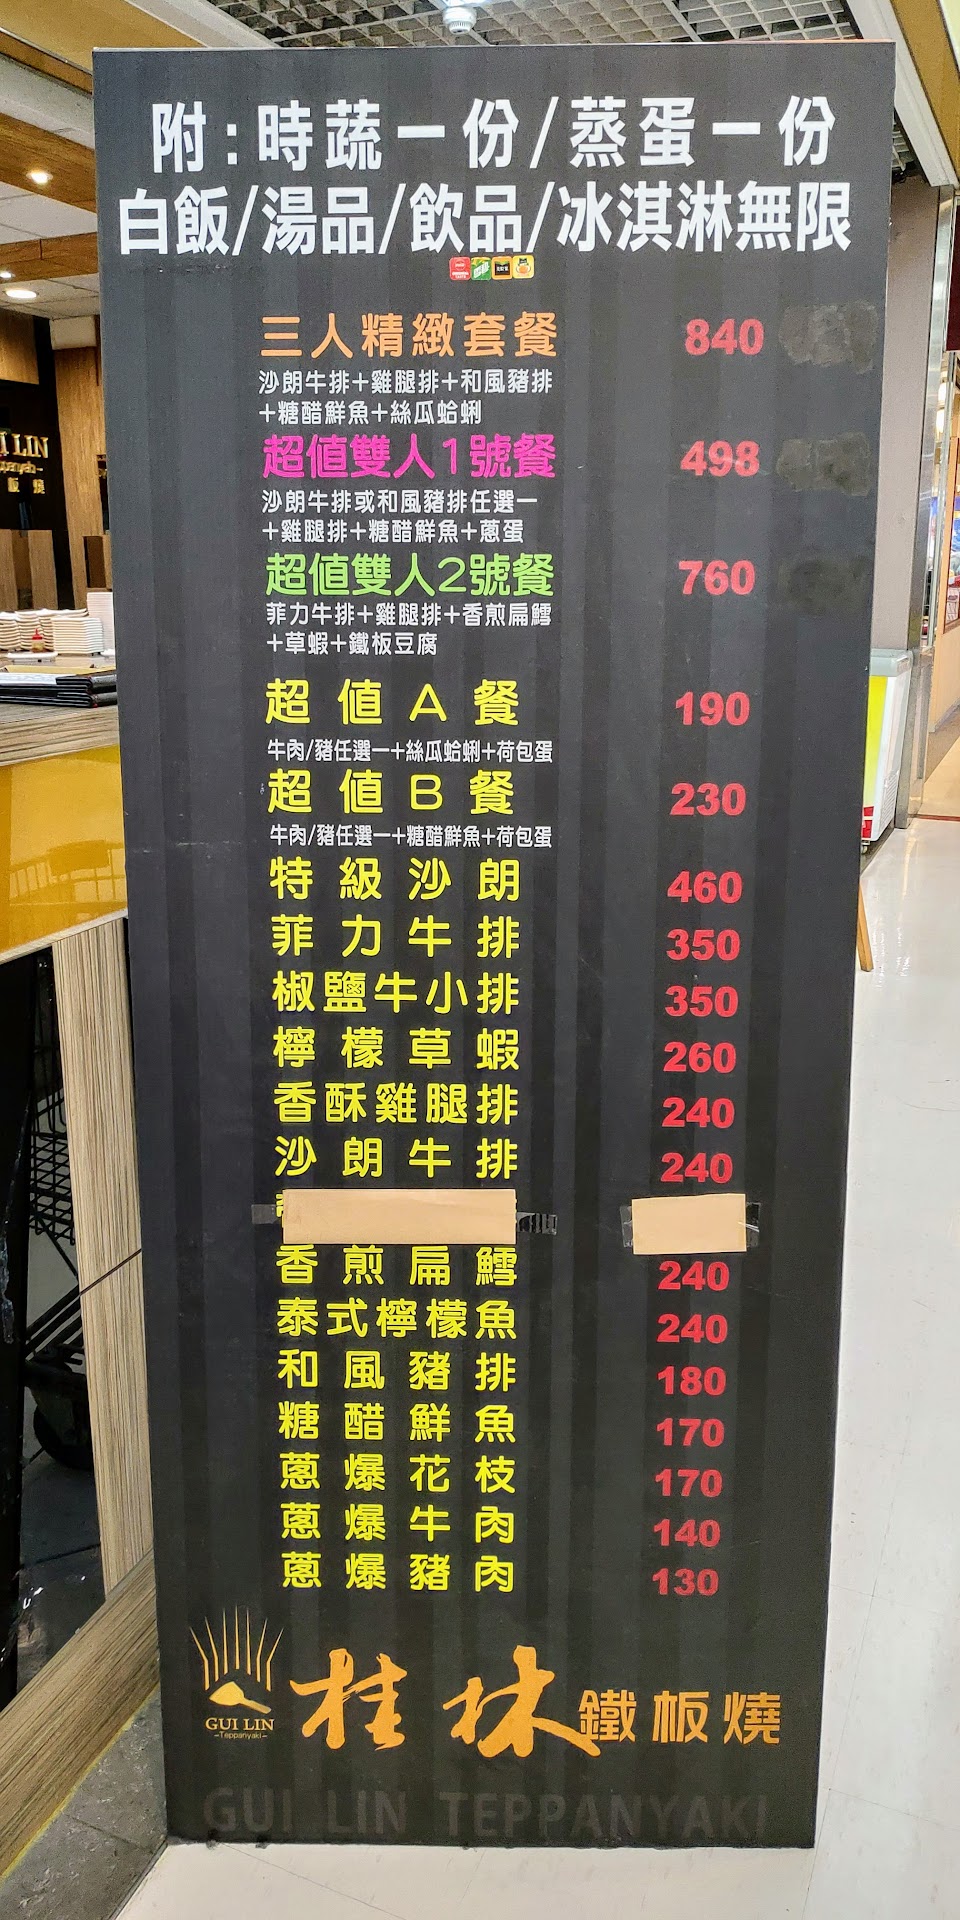 附:時蔬一份/蒸蛋一份
白飯/湯品/飲品/冰淇淋無限
三人精緻套餐 840
沙朗牛排+雞腿排+和風豬排
+糖醋鮮魚+絲瓜蛤蜊
超值雙人1號餐 498
沙朗牛排或和風豬排任選一
+雞腿排+糖醋鮮魚+蔥蛋
超值雙人2號餐 760
菲力牛排+雞腿排+香煎扁鱈
+草蝦+鐵板豆腐
超值A餐 190
牛肉/豬任選一+絲瓜蛤蜊+荷包蛋
超值B餐 230
牛肉/豬任選一+糖醋鮮魚+荷包蛋
特級沙朗 460
菲力牛排 350
椒鹽牛小排 350
檸檬草蝦 260
香酥雞腿排 240
沙朗牛排 240
香煎扁鱈 240
泰式檸檬魚 240
和風豬排 180
糖醋鮮魚 170
蔥爆花枝 170
蔥爆牛肉 140
蔥爆豬肉 130
GUI LIN
-Teppanyaki-
桂林鐵板燒
GUI LIN TEPPANYAKI